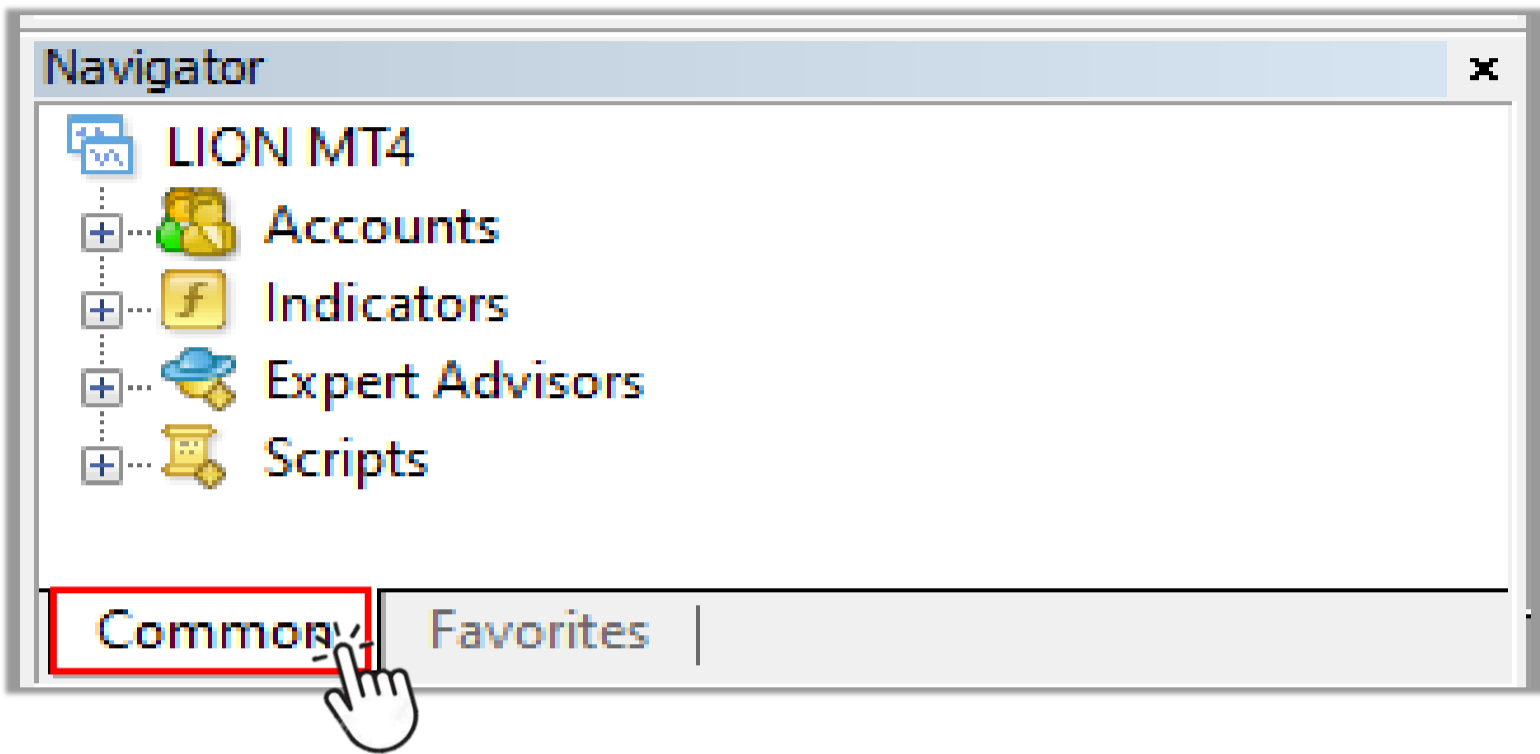 Navigator
LION MT4
Accounts
Indicators
Expert Advisors
Scripts
Common Favorites